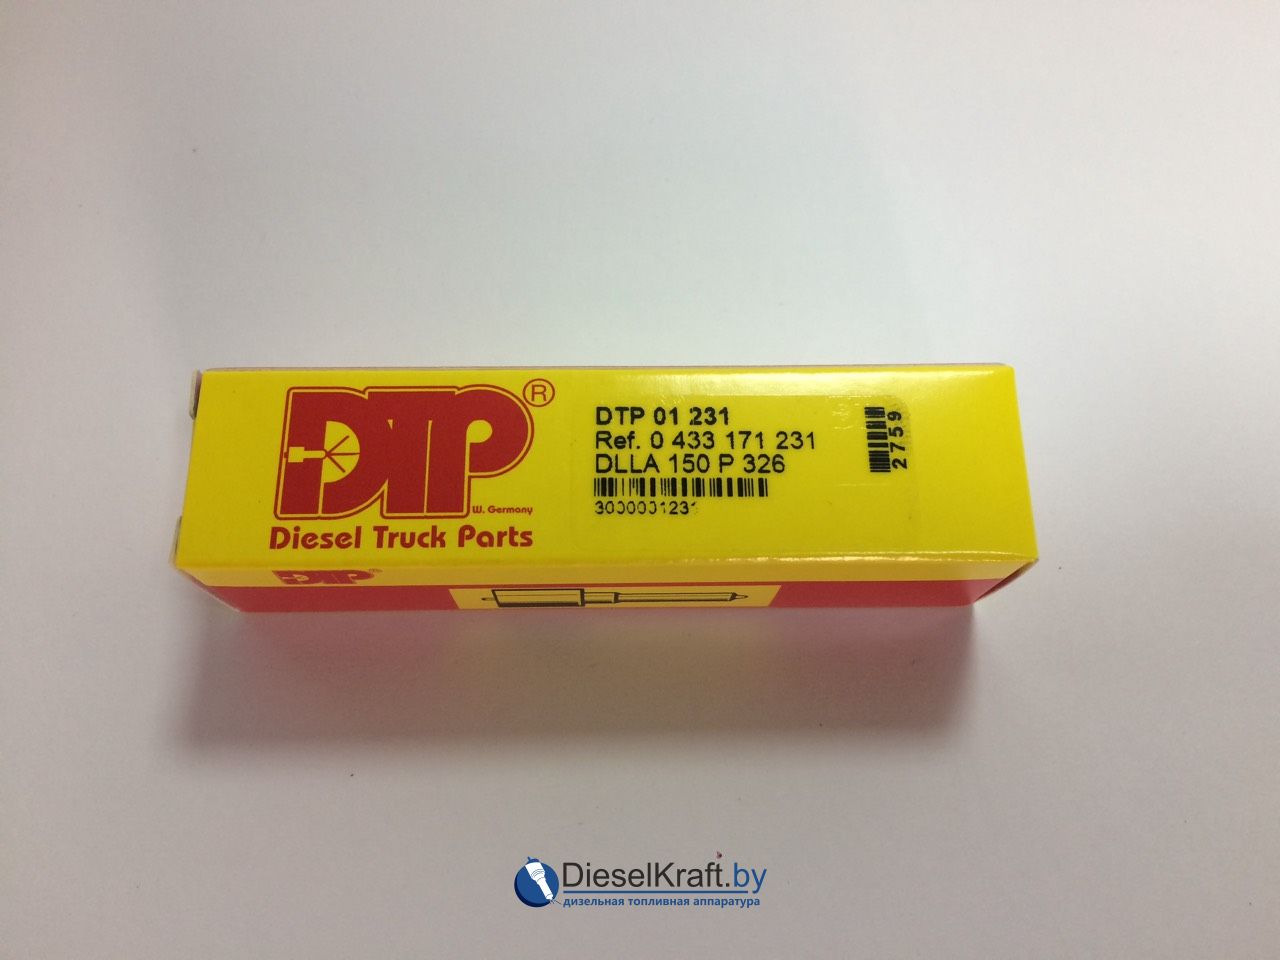 DTP®
W. Germany
Diesel Truck Parts
DTP 01 231
Ref. 0 433 171 231
DLLA 150 P 326
2759
DTP®
DieselKraft.by
дизельная топливная аппаратура